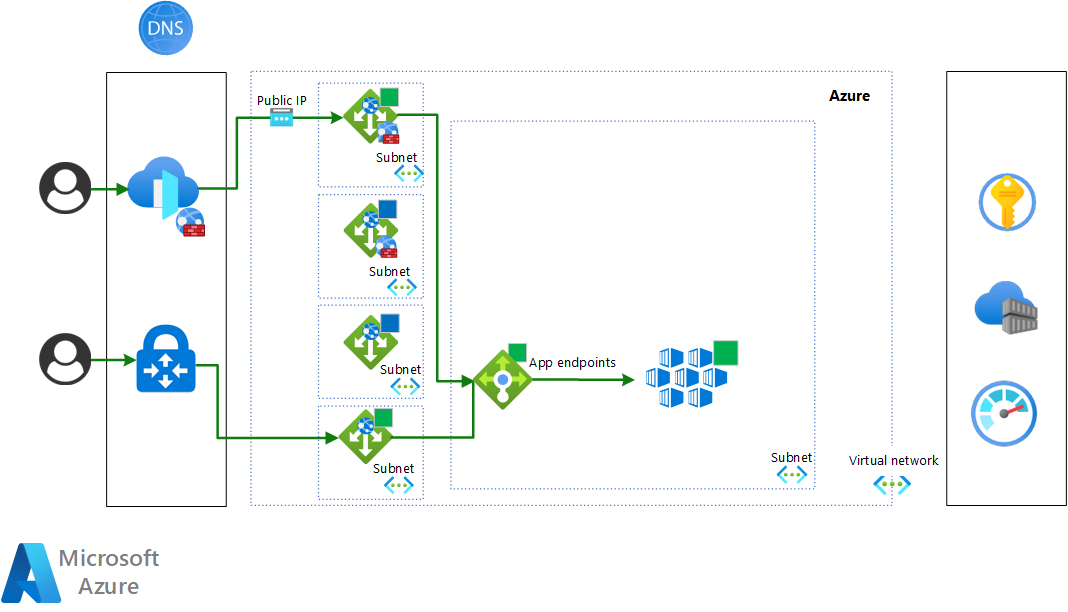 DNS
Public IP
Azure
Subnet
Subnet
Subnet
App endpoints
Subnet
Subnet
Virtual network
Microsoft
Azure